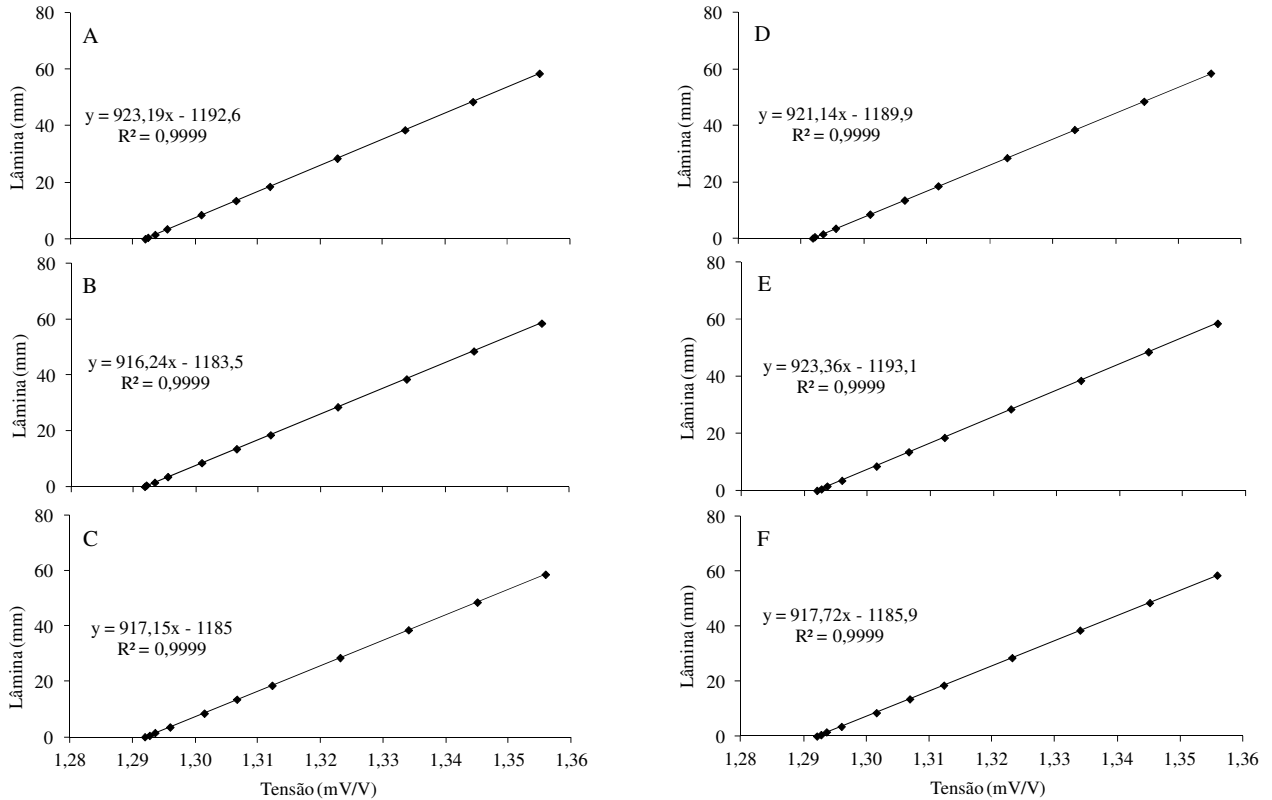 A
Lâmina (mm)
80
60
40
20
0
y = 923,19x - 1192,6
R² = 0,9999
B
Lâmina (mm)
80
60
40
20
0
y = 916,24x - 1183,5
R² = 0,9999
C
Lâmina (mm)
80
60
40
20
0
y = 917,15x - 1185
R² = 0,9999
1,28 1,29 1,30 1,31 1,32 1,33 1,34 1,35 1,36
Tensão (mV/V)
D
Lâmina (mm)
80
60
40
20
0
y = 921,14x - 1189,9
R² = 0,9999
E
Lâmina (mm)
80
60
40
20
0
y = 923,36x - 1193,1
R² = 0,9999
F
Lâmina (mm)
80
60
40
20
0
y = 917,72x - 1185,9
R² = 0,9999
1,28 1,29 1,30 1,31 1,32 1,33 1,34 1,35 1,36
Tensão (mV/V)